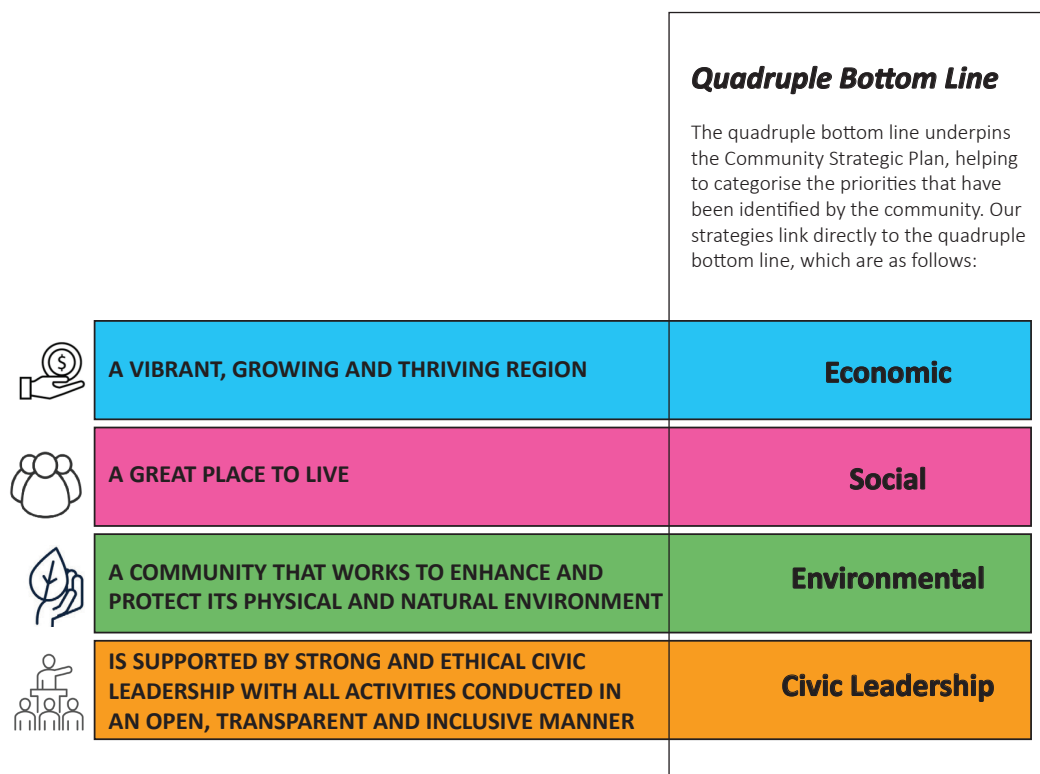 Quadruple Bottom Line
The quadruple bottom line underpins
the Community Strategic Plan, helping
to categorise the priorities that have
been identified by the community. Our
strategies link directly to the quadruple
bottom line, which are as follows:
$
A VIBRANT, GROWING AND THRIVING REGION
Economic
A GREAT PLACE TO LIVE
Social
A COMMUNITY THAT WORKS TO ENHANCE AND
PROTECT ITS PHYSICAL AND NATURAL ENVIRONMENT
Environmental
IS SUPPORTED BY STRONG AND ETHICAL CIVIC
LEADERSHIP WITH ALL ACTIVITIES CONDUCTED IN
AN OPEN, TRANSPARENT AND INCLUSIVE MANNER
Civic Leadership